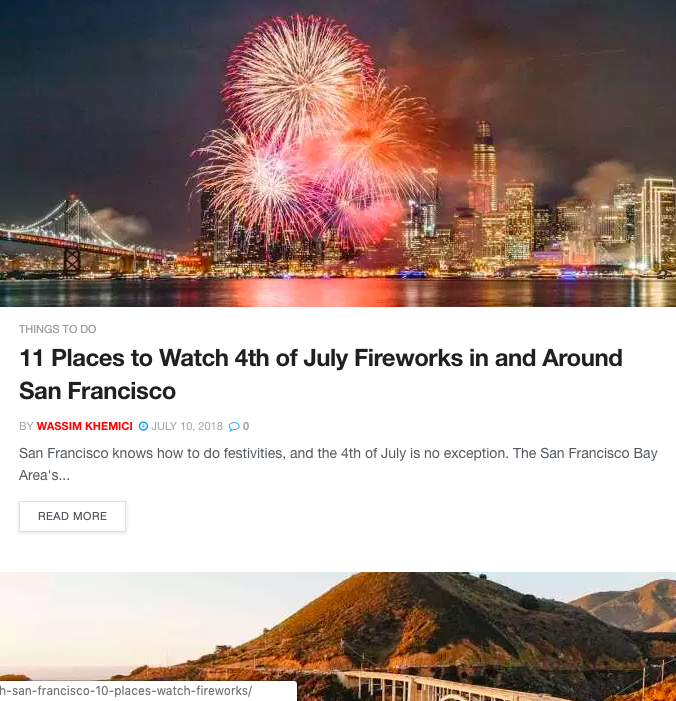 THINGS TO DO
11 Places to Watch 4th of July Fireworks in and Around
San Francisco
BY WASSIM KHEMICI JULY 10, 2018 0
San Francisco knows how to do festivities, and the 4th of July is no exception. The San Francisco Bay
Area's...
READ MORE
h-san-francisco-10-places-watch-fireworks/